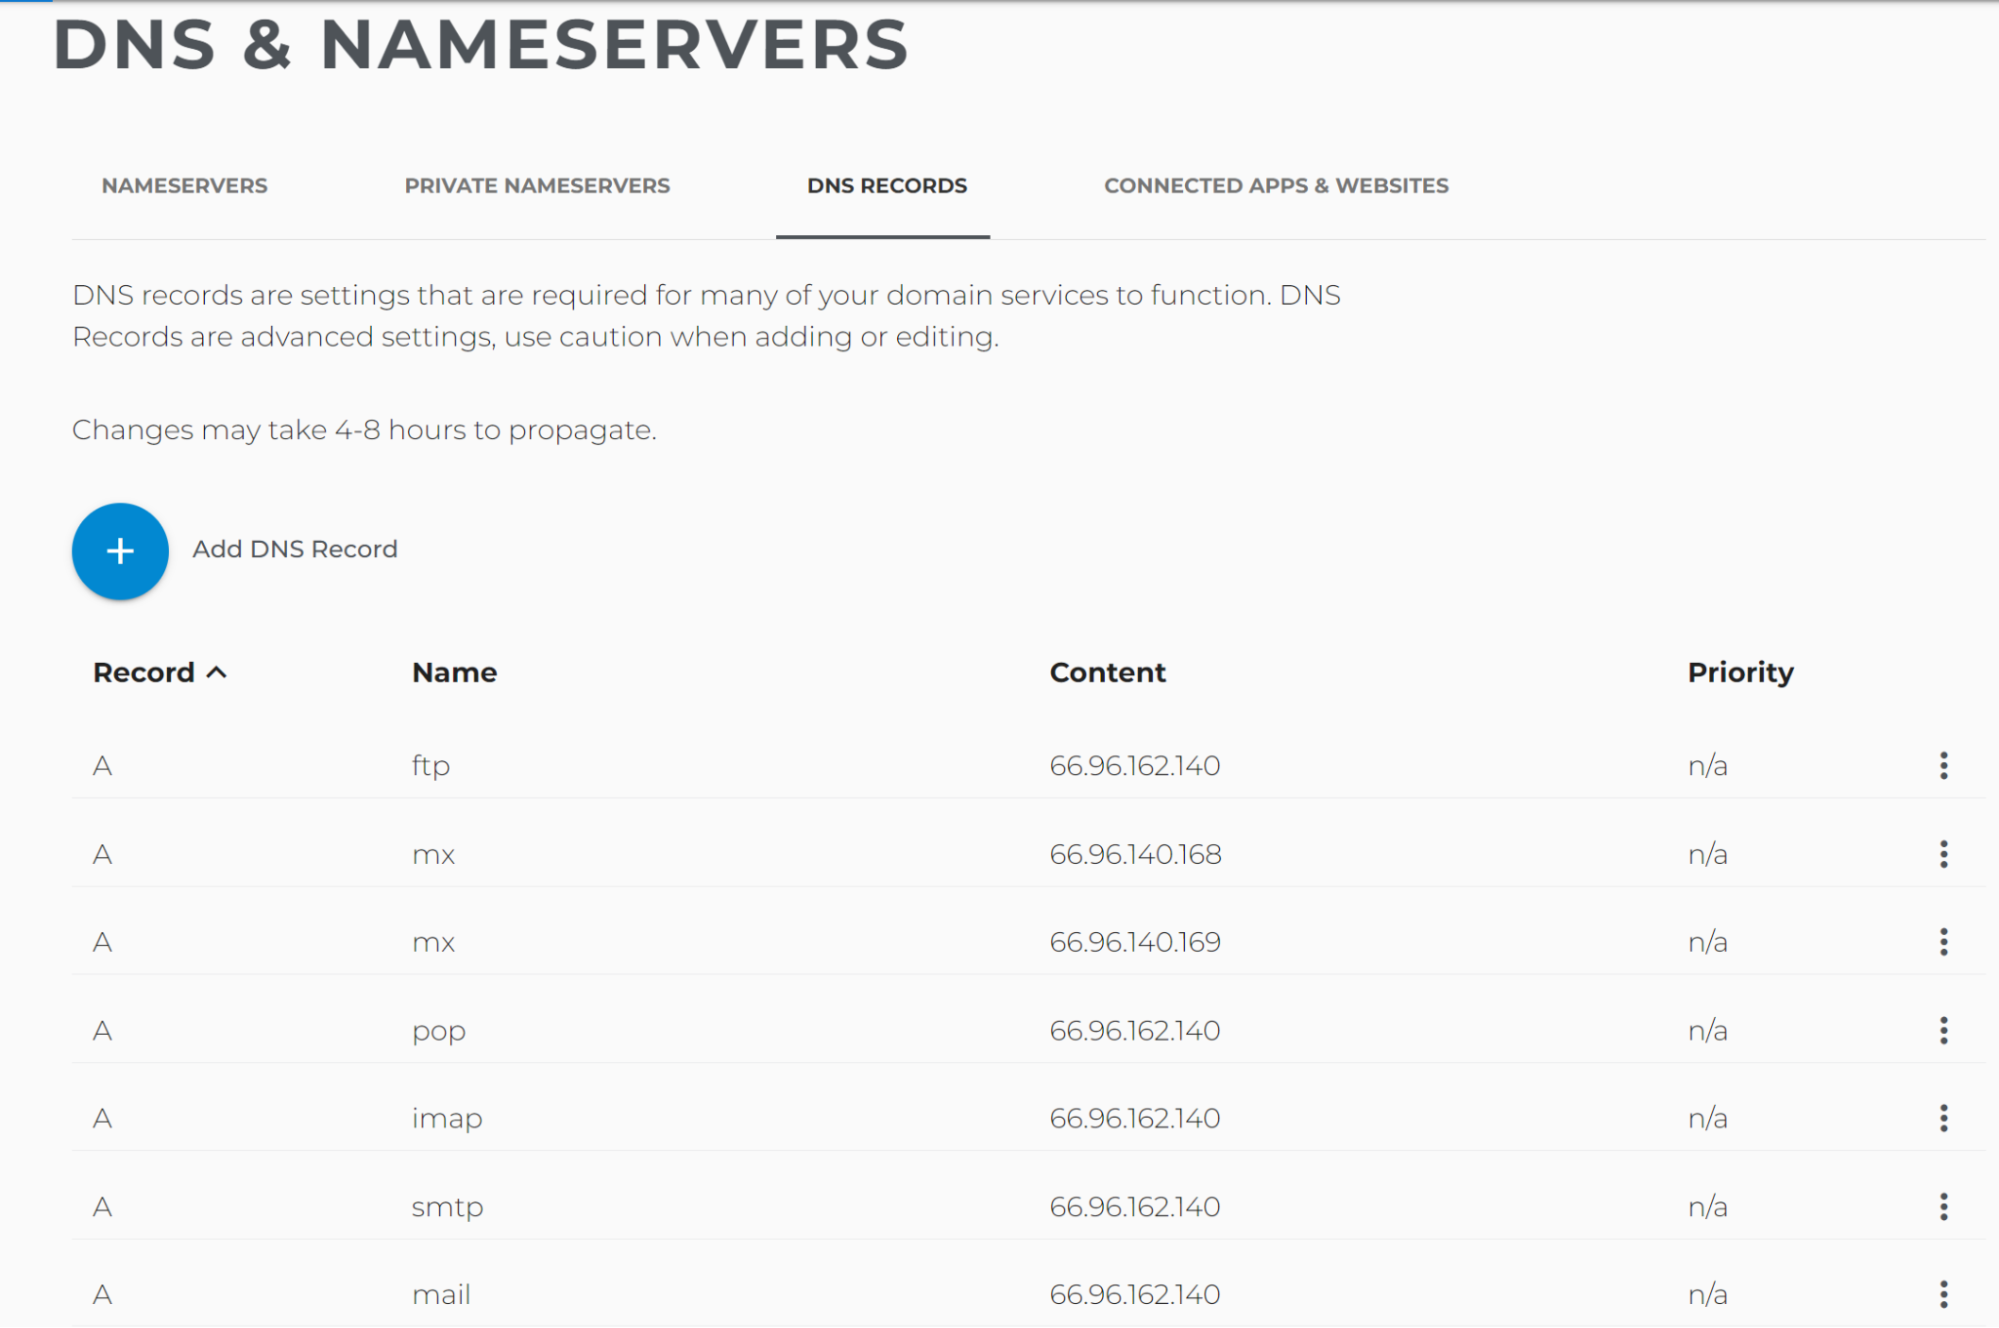 DNS & NAMESERVERS
NAMESERVERS PRIVATE NAMESERVERS DNS RECORDS CONNECTED APPS & WEBSITES
DNS records are settings that are required for many of your domain services to function. DNS
Records are advanced settings, use caution when adding or editing.
Changes may take 4-8 hours to propagate.
+ Add DNS Record
Record Name Content Priority
A ftp 66.96.162.140 n/a
A mx 66.96.140.168 n/a
A mx 66.96.140.169 n/a
A pop 66.96.162.140 n/a
A imap 66.96.162.140 n/a
A smtp 66.96.162.140 n/a
A mail 66.96.162.140 n/a